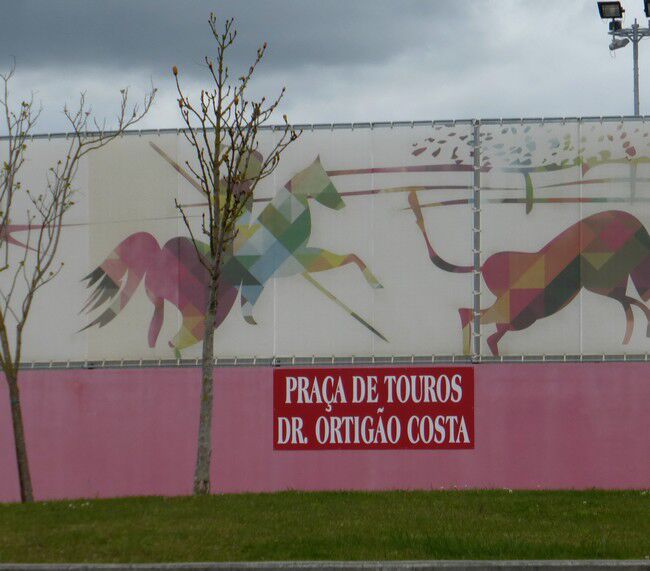 PRAÇA DE TOUROS
DR. ORTIGÃO COSTA